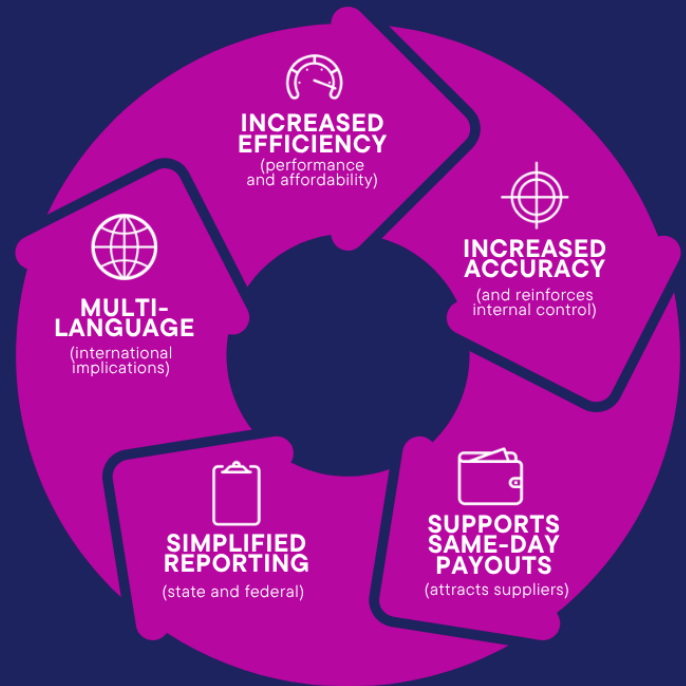 INCREASED
EFFICIENCY
(performance
and affordability)
INCREASED
ACCURACY
(and reinforces
internal control)
SUPPORTS
SAME-DAY
PAYOUTS
(attracts suppliers)
SIMPLIFIED
REPORTING
(state and federal)
MULTI-
LANGUAGE
(international
implications)